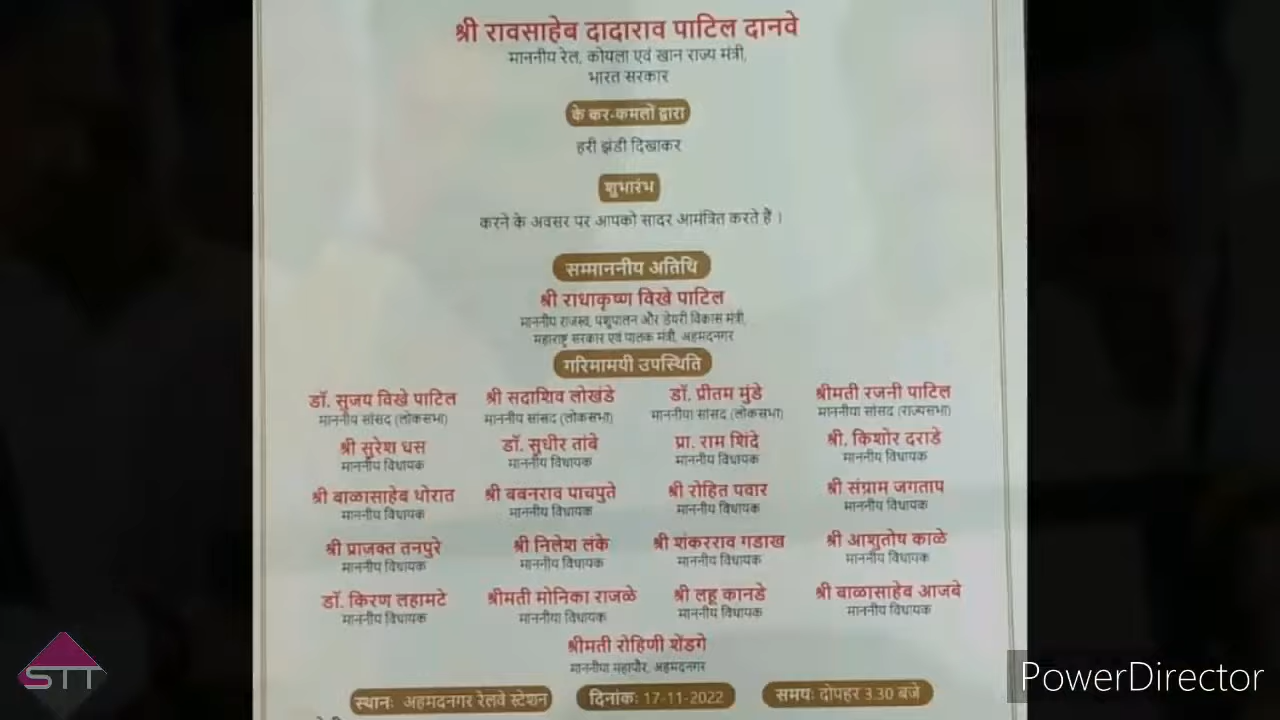 श्री रावसाहेब दादाराव पाटिल दानवे
माननीय रेल, कोयला एवं खान राज्य मंत्री,
भारत सरकार
के कर-कमलों द्वारा
हरी झंडी दिखाकर
शुभारंभ
करने के अवसर पर आपको सादर आमंत्रित करते हैं ।
सम्माननीय अतिथि
श्री राधाकृष्ण विखे पाटिल
माननीय राजस्व, पशुपालन और डेयरी विकास मंत्री,
महाराष्ट्र सरकार एवं पालक मंत्री, अहमदनगर
गरिमामयी उपस्थिति
डॉ. सुजय विखे पाटिल श्री सदाशिव लोखंडे डॉ. प्रीतम मुंडे श्रीमती रजनी पाटिल
माननीय सांसद (लोकसभा) माननीय सांसद (लोकसभा) माननीया सांसद (लोकसभा) माननीया सांसद (राज्यसभा)
श्री सुरेश धस डॉ. सुधीर तांबे प्रा. राम शिंदे श्री. किशोर दराडे
माननीय विधायक माननीय विधायक माननीय विधायक माननीय विधायक
श्री बाळासाहेब थोरात श्री बबनराव पाचपुते श्री रोहित पवार श्री संग्राम जगताप
माननीय विधायक माननीय विधायक माननीय विधायक माननीय विधायक
श्री प्राजक्त तनपुरे श्री निलेश लंके श्री शंकरराव गडाख श्री आशुतोष काळे
माननीय विधायक माननीय विधायक माननीय विधायक माननीय विधायक
डॉ. किरण लहामटे श्रीमती मोनिका राजळे श्री लहू कानडे श्री बाळासाहेब आजबे
माननीय विधायक माननीया विधायक माननीय विधायक माननीय विधायक
श्रीमती रोहिणी शेंडगे
माननीया महापौर, अहमदनगर
स्थानः अहमदनगर रेलवे स्टेशन दिनांकः 17-11-2022 समयः दोपहर 3.30 बजे
STT
PowerDirector